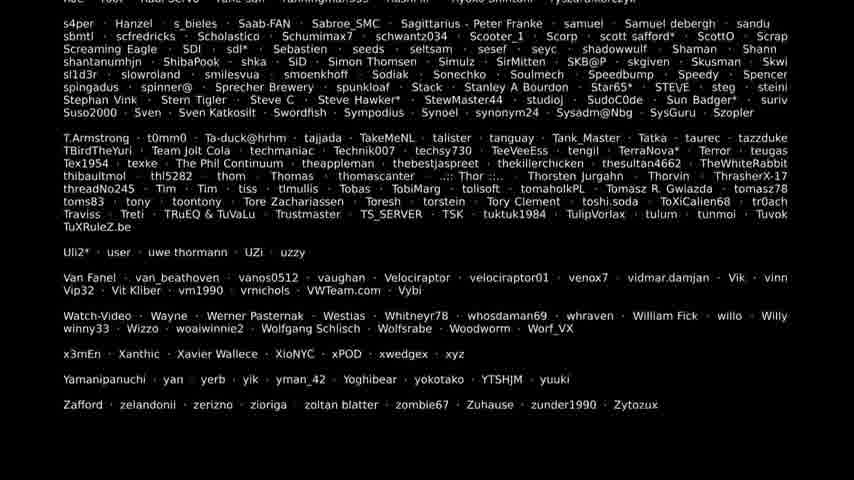 s4per · Hanzel · s_bieles · Saab-FAN · Sabroe_SMC · Sagittarius - Peter Franke · samuel · Samuel debergh · sandu
sbmtl · scfredricks · Scholastico · Schumimax7 · schwantz034 · Scooter_1 · Scorp · scott safford* · ScottO · Scrap
Screaming Eagle · SDI · sdl* · Sebastien · seeds · seltsam · sesef · seyc · shadowwulf · Shaman · Shann
shantanumhjn · ShibaPook · shka · SiD · Simon Thomsen · Simulz · SirMitten · SKB@P · skgiven · Skusman · Skwi
sl1d3r · slowroland · smilesvua · smoenkhoff · Sodiak · Sonechko · Soulmech · Speedbump · Speedy · Spencer
spingadus · spinner@ · Sprecher Brewery · spunkloaf · Stack · Stanley A Bourdon · Star65* · STE\/E · steg · steini
Stephan Vink · Stern Tigler · Steve C · Steve Hawker* · StewMaster44 · studioj · SudoC0de · Sun Badger* · suriv
Suso2000 · Sven · Sven Katkosilt · Swordfish · Sympodius · Synoel · synonym24 · Sysadm@Nbg · SysGuru · Szopler
T.Armstrong · t0mm0 · Ta-duck@hrhm · tajjada · TakeMeNL · talister · tanguay · Tank_Master · Tatka · taurec · tazzduke
TBirdTheYuri · Team Jolt Cola · techmaniac · Technik007 · techsy730 · TeeVeeEss · tengil · TerraNova* · Terror · teugas
Tex1954 · texke · The Phil Continuum · theappleman · thebestjaspreet · thekillerchicken · thesultan4662 · TheWhiteRabbit
thibaultmol · thl5282 · thom · Thomas · thomascanter · ..:: Thor ::.. · Thorsten Jurgahn · Thorvin · ThrasherX-17
threadNo245 · Tim · Tim · tiss · tlmullis · Tobas · TobiMarg · tolisoft · tomaholkPL · Tomasz R. Gwiazda · tomasz78
toms83 · tony · toontony · Tore Zachariassen · Toresh · torstein · Tory Clement · toshi.soda · ToXiCalien68 · tr0ach
Traviss · Treti · TRuEQ & TuVaLu · Trustmaster · TS_SERVER · TSK · tuktuk1984 · TulipVorlax · tulum · tunmoi · Tuvok
TuXRuleZ.be
Uli2* · user · uwe thormann · UZi · uzzy
Van Fanel · van_beathoven · vanos0512 · vaughan · Velociraptor · velociraptor01 · venox7 · vidmar.damjan · Vik · vinn
Vip32 · Vit Kliber · vm1990 · vrnichols · VWTeam.com · Vybi
Watch-Video · Wayne · Werner Pasternak · Westias · Whitneyr78 · whosdaman69 · whraven · William Fick · willo · Willy
winny33 · Wizzo · woaiwinnie2 · Wolfgang Schlisch · Wolfsrabe · Woodworm · Worf_VX
x3mEn · Xanthic · Xavier Wallece · XioNYC · xPOD · xwedgex · xyz
Yamanipanuchi · yan · yerb · yik · yman_42 · Yoghibear · yokotako · YTSHJM · yuuki
Zafford · zelandonii · zerizno · zioriga · zoltan blatter · zombie67 · Zuhause · zunder1990 · Zytozux